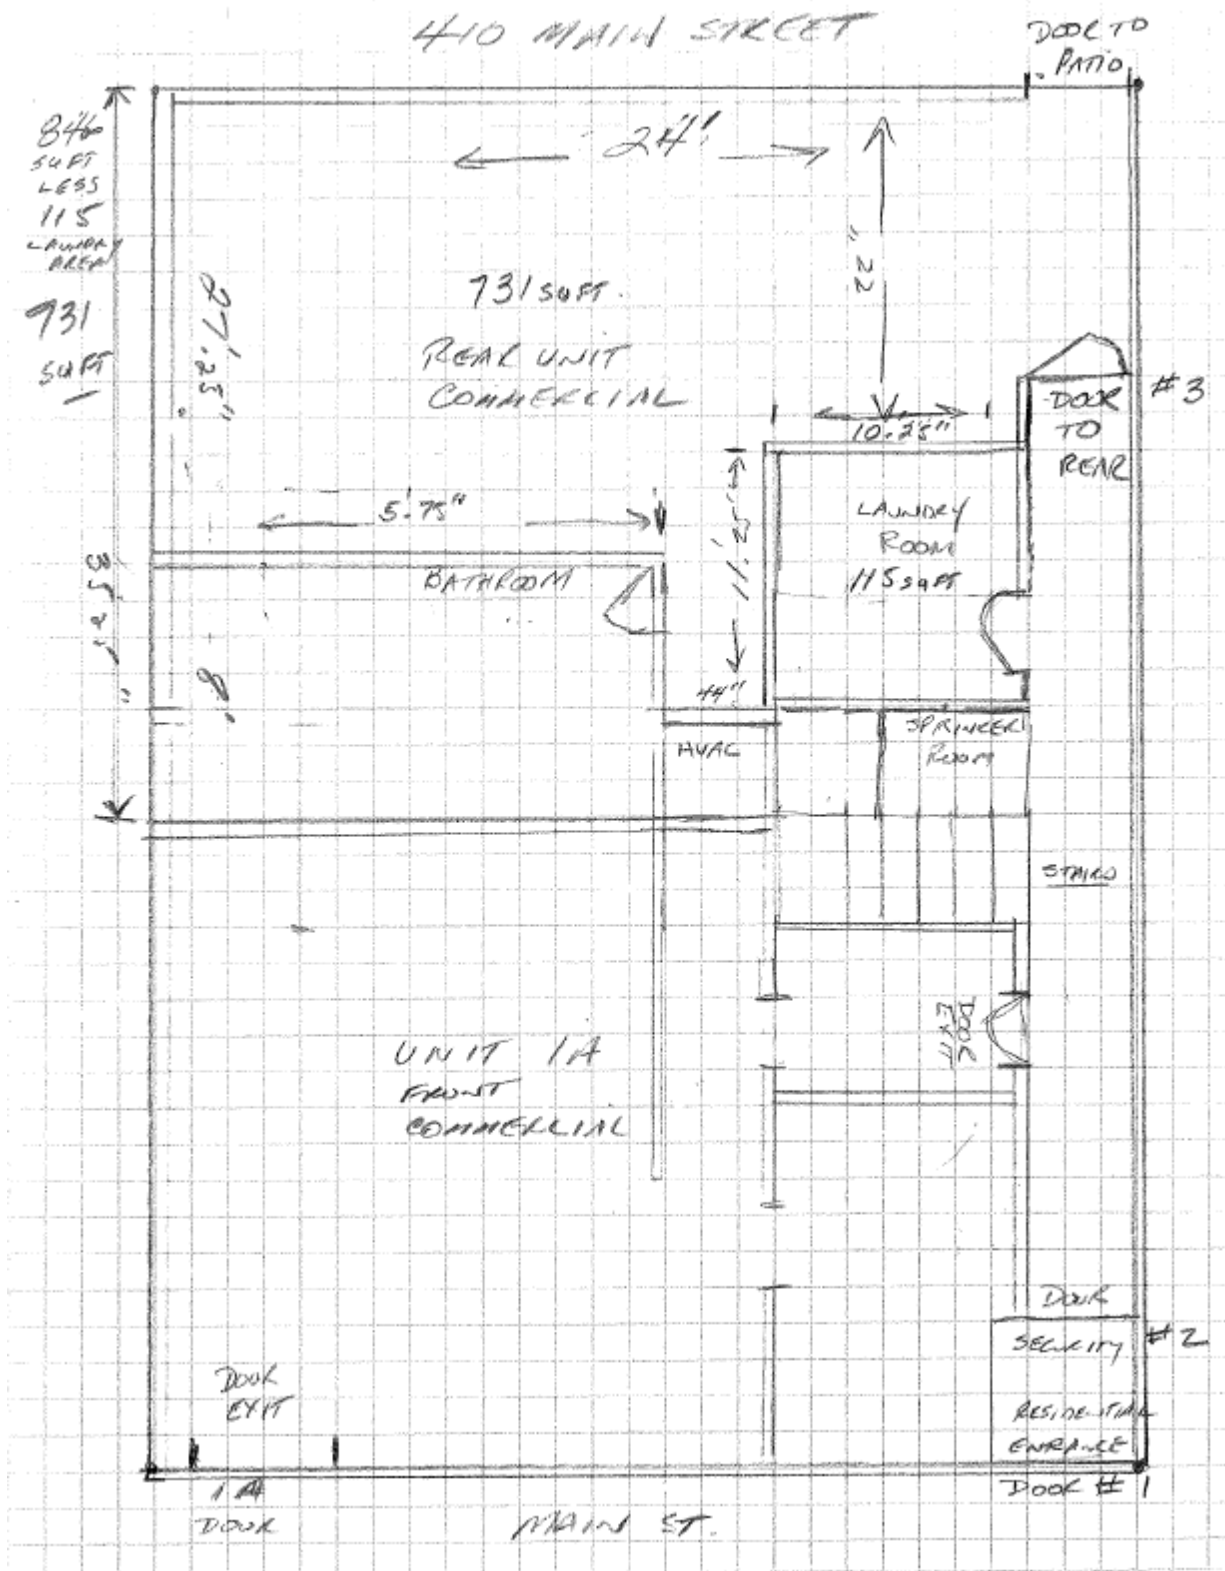 410 MAIN STREET
DOOR TO
PATIO
846
SQFT
LESS
115
LAUNDRY
AREA
731
SQFT
24'
22
27'.25"
731 SQFT.
REAR UNIT
COMMERCIAL
#3
DOOR
TO
REAR
10.25"
5'.75"
11'.25"
LAUNDRY
ROOM
115 SQFT
BATHROOM
8'
44"
HVAC
SPRINKER
ROOM
STAIRS
DOOR
EXIT
UNIT 1A
FRONT
COMMERCIAL
DOOR
SECURITY
#2
RESIDENTIAL
ENRANCE
DOOR
EXIT
1A
DOOR
MAIN ST.
DOOR #1